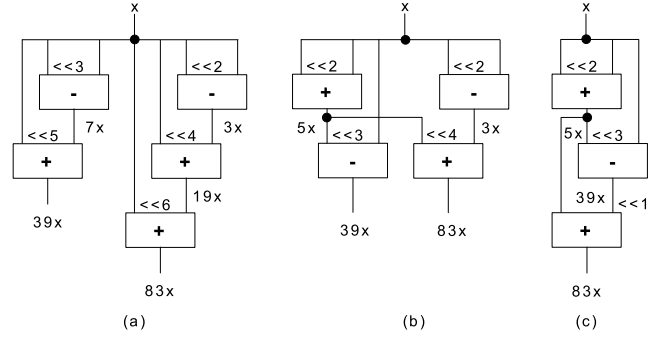 x x x
<<3 <<2 <<2 <<2 <<2
- - + - +
7x 3x 5x 3x 5x
<<5 <<4 <<3 <<4 <<3
+ + - + -
39x 19x 39x 83x 39x
<<6 <<1
+ +
83x 83x
(a) (b) (c)